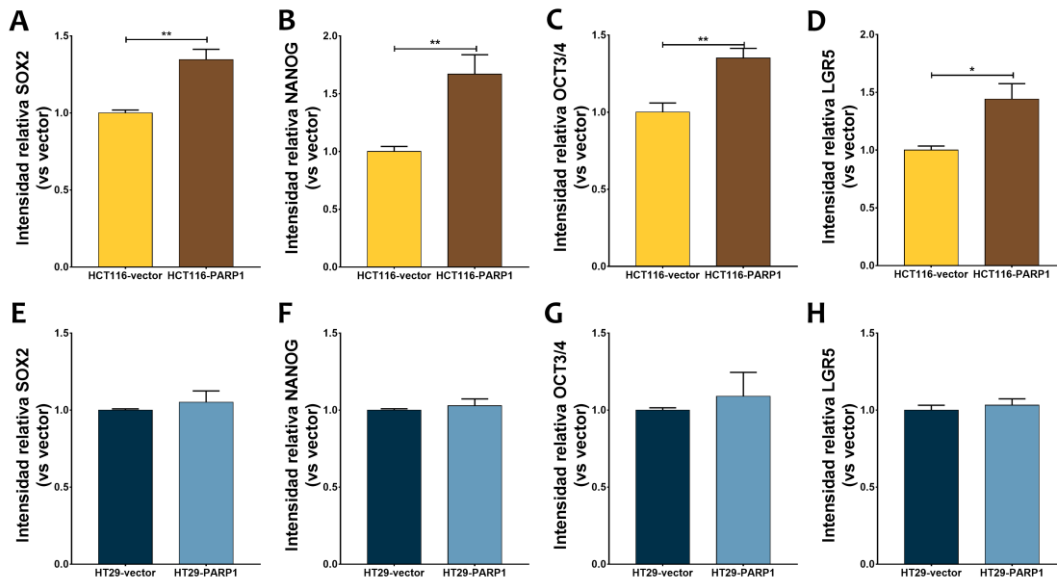 A
Intensidad relativa SOX2
(vs vector)
1.5
1.0
0.5
0.0
**
HCT116-vector HCT116-PARP1
B
Intensidad relativa NANOG
(vs vector)
2.0
1.5
1.0
0.5
0.0
**
HCT116-vector HCT116-PARP1
C
Intensidad relativa OCT3/4
(vs vector)
1.5
1.0
0.5
0.0
**
HCT116-vector HCT116-PARP1
D
Intensidad relativa LGR5
(vs vector)
2.0
1.5
1.0
0.5
0.0
*
HCT116-vector HCT116-PARP1
E
Intensidad relativa SOX2
(vs vector)
1.5
1.0
0.5
0.0
HT29-vector HT29-PARP1
F
Intensidad relativa NANOG
(vs vector)
1.5
1.0
0.5
0.0
HT29-vector HT29-PARP1
G
Intensidad relativa OCT3/4
(vs vector)
1.5
1.0
0.5
0.0
HT29-vector HT29-PARP1
H
Intensidad relativa LGR5
(vs vector)
1.5
1.0
0.5
0.0
HT29-vector HT29-PARP1